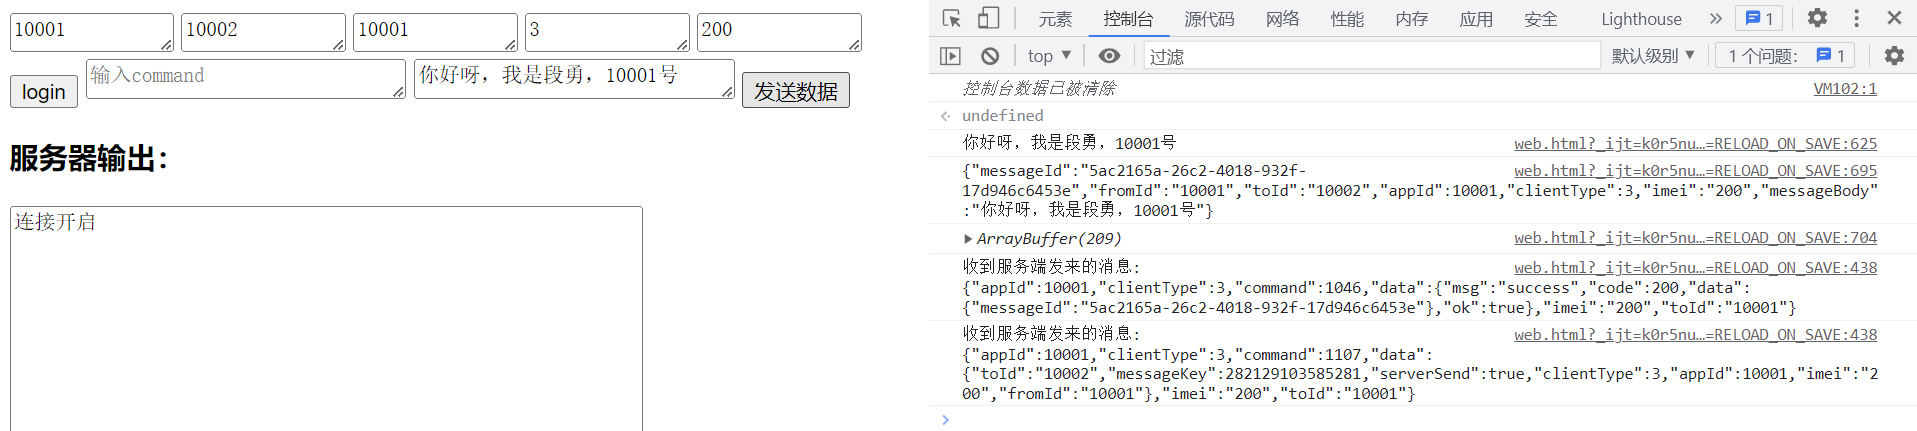 10001 10002 10001 3 200
login 输入command 你好呀，我是段勇，10001号 发送数据
服务器输出：
连接开启
元素 控制台 源代码 网络 性能 内存 应用 安全 Lighthouse » 1
top ▼ 过滤 默认级别 ▼ 1 个问题： 1
控制台数据已被清除 VM102:1
undefined
你好呀，我是段勇，10001号 web.html?_ijt=k0r5nu…=RELOAD_ON_SAVE:625
{"messageId":"5ac2165a-26c2-4018-932f- web.html?_ijt=k0r5nu…=RELOAD_ON_SAVE:695
17d946c6453e","fromId":"10001","toId":"10002","appId":10001,"clientType":3,"imei":"200","messageBody"
:"你好呀，我是段勇，10001号"}
ArrayBuffer(209) web.html?_ijt=k0r5nu…=RELOAD_ON_SAVE:704
收到服务端发来的消息: web.html?_ijt=k0r5nu…=RELOAD_ON_SAVE:438
{"appId":10001,"clientType":3,"command":1046,"data":{"msg":"success","code":200,"data":
{"messageId":"5ac2165a-26c2-4018-932f-17d946c6453e"},"ok":true},"imei":"200","toId":"10001"}
收到服务端发来的消息: web.html?_ijt=k0r5nu…=RELOAD_ON_SAVE:438
{"appId":10001,"clientType":3,"command":1107,"data":
{"toId":"10002","messageKey":282129103585281,"serverSend":true,"clientType":3,"appId":10001,"imei":"2
00","fromId":"10001"},"imei":"200","toId":"10001"}